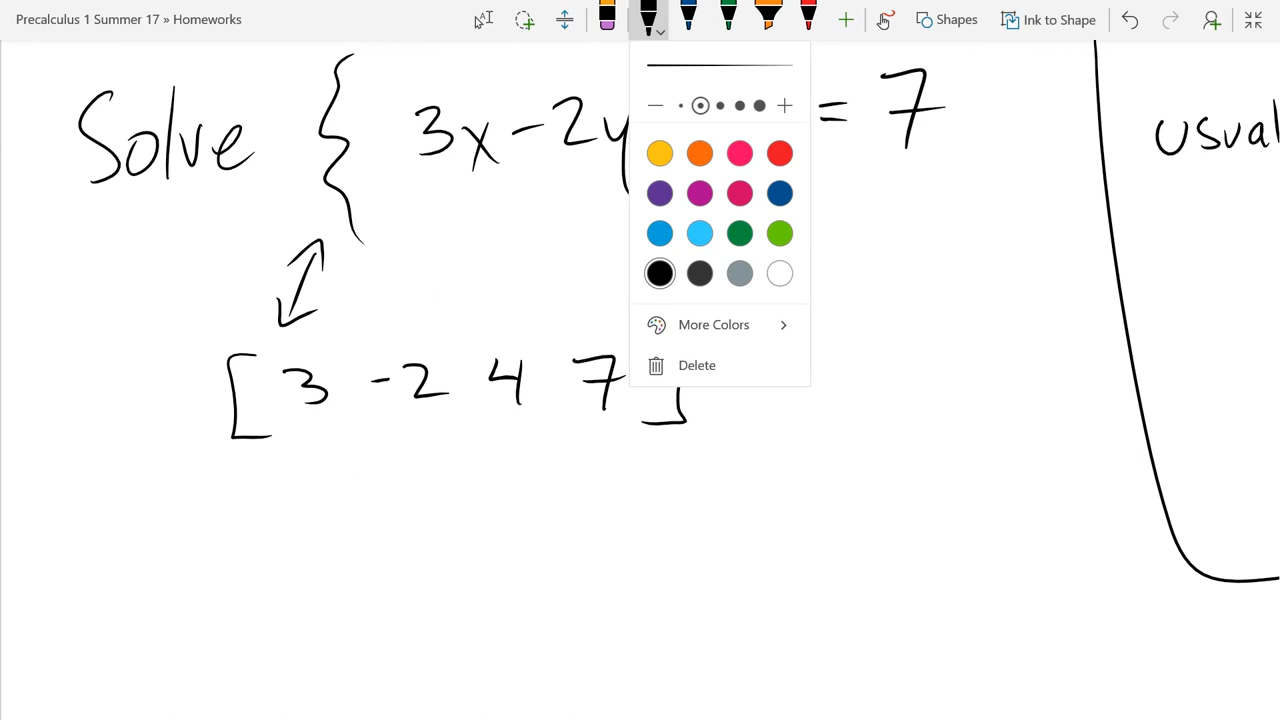 Precalculus 1 Summer 17 » Homeworks
Shapes
Ink to Shape
Solve { 3x - 2y = 7
usual
[ 3 -2 4 7 ]
More Colors
Delete